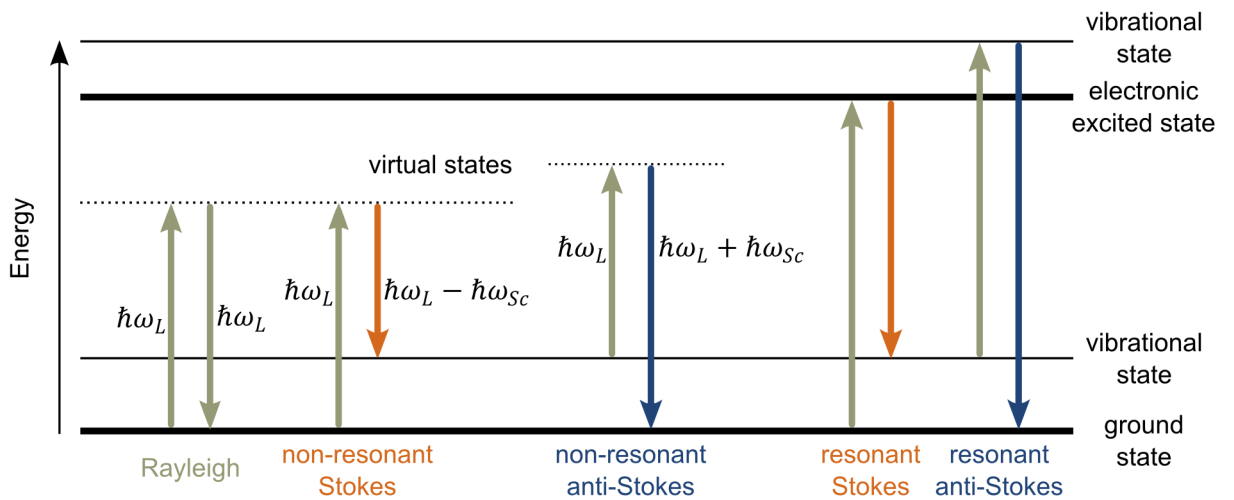 vibrational
state
electronic
excited state
virtual states
Energy
ħω_L
ħω_L
ħω_L
ħω_L − ħω_Sc
ħω_L
ħω_L + ħω_Sc
vibrational
state
ground
state
Rayleigh
non-resonant
Stokes
non-resonant
anti-Stokes
resonant
Stokes
resonant
anti-Stokes